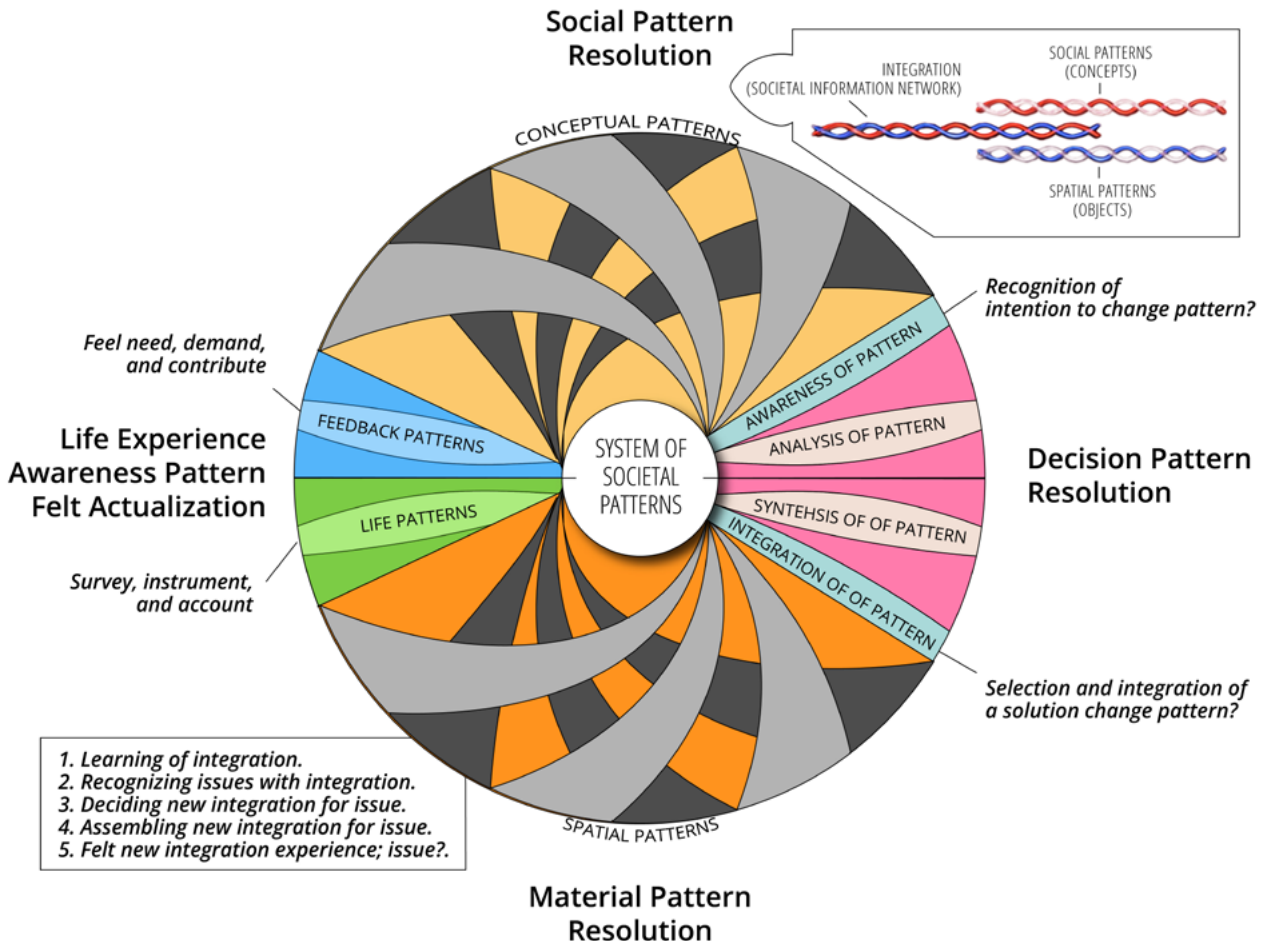 Social Pattern
Resolution
SOCIAL PATTERNS
(CONCEPTS)
INTEGRATION
(SOCIETAL INFORMATION NETWORK)
SPATIAL PATTERNS
(OBJECTS)
CONCEPTUAL PATTERNS
Recognition of
intention to change pattern?
AWARENESS OF PATTERN
Feel need, demand,
and contribute
FEEDBACK PATTERNS
ANALYSIS OF PATTERN
Life Experience
Awareness Pattern
Felt Actualization
SYSTEM OF
SOCIETAL
PATTERNS
Decision Pattern
Resolution
LIFE PATTERNS
SYNTEHSIS OF OF PATTERN
INTEGRATION OF OF PATTERN
Survey, instrument,
and account
Selection and integration of
a solution change pattern?
1. Learning of integration.
2. Recognizing issues with integration.
3. Deciding new integration for issue.
4. Assembling new integration for issue.
5. Felt new integration experience; issue?.
SPATIAL PATTERNS
Material Pattern
Resolution